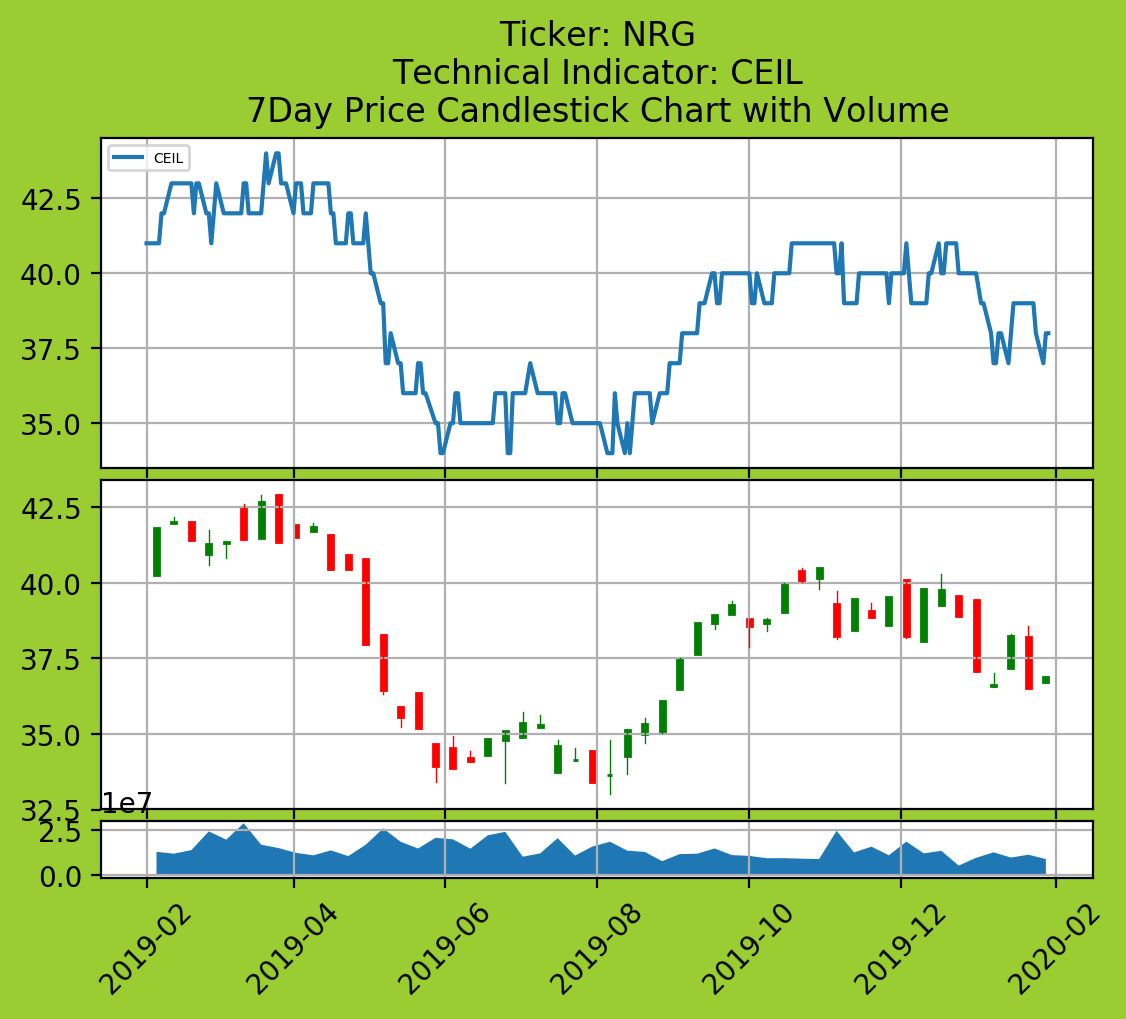 Ticker: NRG
Technical Indicator: CEIL
7Day Price Candlestick Chart with Volume
CEIL
42.5
40.0
37.5
35.0
42.5
40.0
37.5
35.0
32.5
1e7
2.5
0.0
2019-02 2019-04 2019-06 2019-08 2019-10 2019-12 2020-02